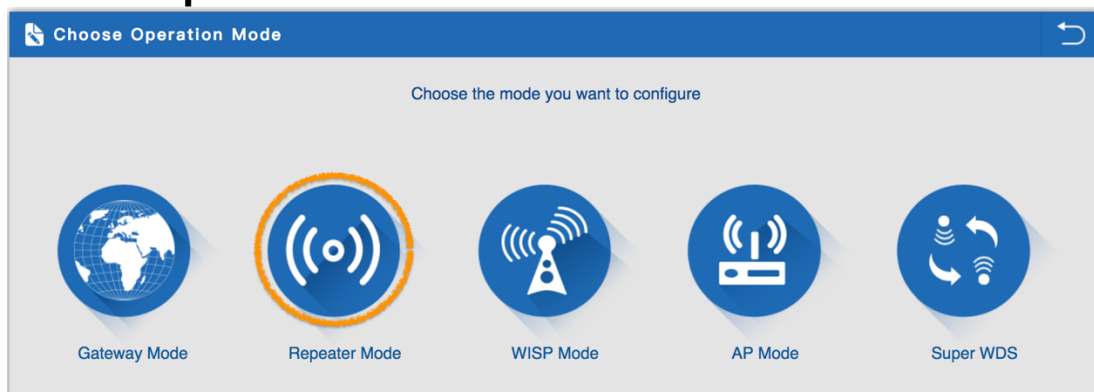 Choose Operation Mode
Choose the mode you want to configure
Gateway Mode
Repeater Mode
WISP Mode
AP Mode
Super WDS